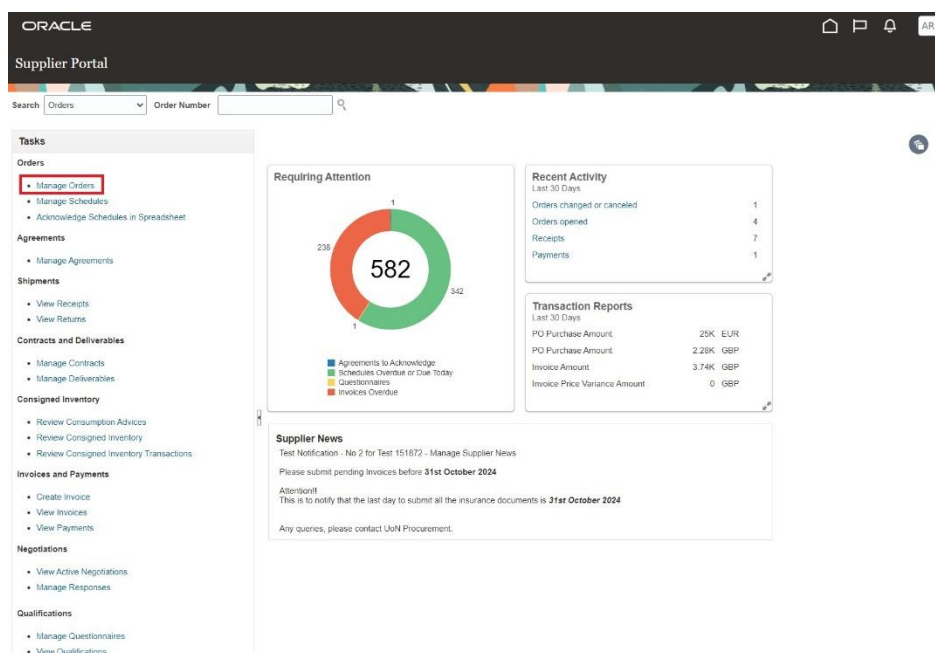 ORACLE
AR
Supplier Portal
Search Orders Order Number
Tasks
Orders
Manage Orders
Manage Schedules
Acknowledge Schedules in Spreadsheet
Agreements
Manage Agreements
Shipments
View Receipts
View Returns
Contracts and Deliverables
Manage Contracts
Manage Deliverables
Consigned Inventory
Review Consumption Advices
Review Consigned Inventory
Review Consigned Inventory Transactions
Invoices and Payments
Create Invoice
View Invoices
View Payments
Negotiations
View Active Negotiations
Manage Responses
Qualifications
Manage Questionnaires
View Qualifications
Requiring Attention
1
238
582
342
1
Agreements to Acknowledge
Schedules Overdue or Due Today
Questionnaires
Invoices Overdue
Recent Activity
Last 30 Days
Orders changed or canceled 1
Orders opened 4
Receipts 7
Payments 1
Transaction Reports
Last 30 Days
PO Purchase Amount 25K EUR
PO Purchase Amount 2.28K GBP
Invoice Amount 3.74K GBP
Invoice Price Variance Amount 0 GBP
Supplier News
Test Notification - No 2 for Test 151872 - Manage Supplier News
Please submit pending Invoices before 31st October 2024
Attention!!
This is to notify that the last day to submit all the insurance documents is 31st October 2024
Any queries, please contact UoN Procurement.